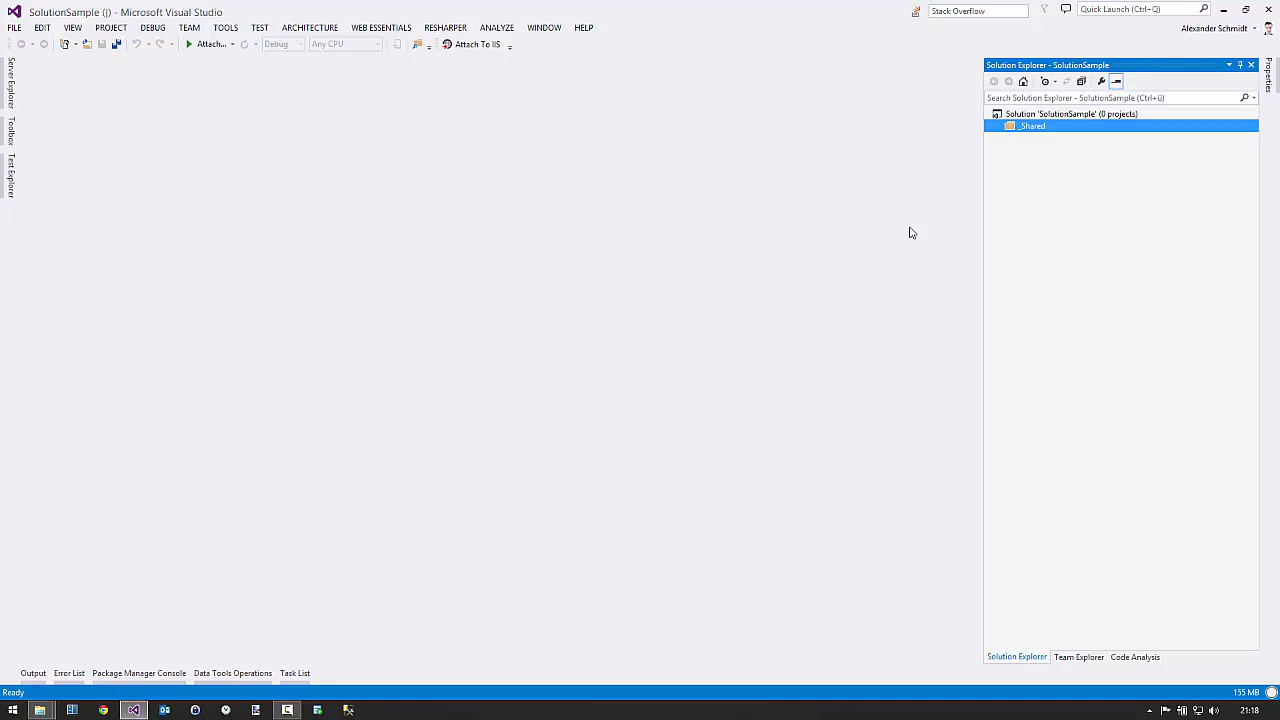 SolutionSample (|) - Microsoft Visual Studio
Stack Overflow
Quick Launch (Ctrl+Q)
FILE EDIT VIEW PROJECT DEBUG TEAM TOOLS TEST ARCHITECTURE WEB ESSENTIALS RESHARPER ANALYZE WINDOW HELP
Alexander Schmidt
Attach... Debug Any CPU Attach To IIS
Server Explorer
Toolbox
Test Explorer
Solution Explorer - SolutionSample
Properties
Search Solution Explorer - SolutionSample (Ctrl+ü)
Solution 'SolutionSample' (0 projects)
_Shared
Solution Explorer Team Explorer Code Analysis
Output Error List Package Manager Console Data Tools Operations Task List
Ready
155 MB
21:18